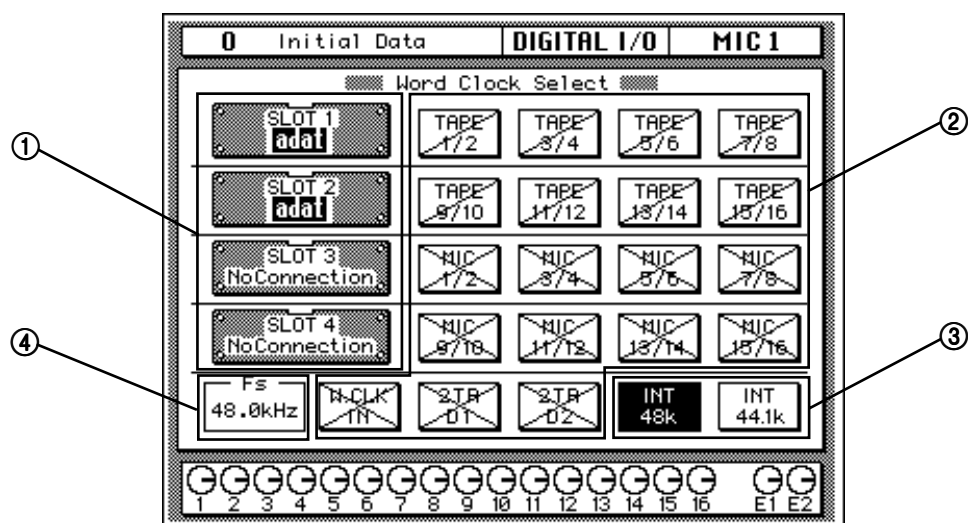 0 Initial Data DIGITAL I/O MIC 1
Word Clock Select
① SLOT 1 adat TAPE 1/2 TAPE 3/4 TAPE 5/6 TAPE 7/8 ②
SLOT 2 adat TAPE 9/10 TAPE 11/12 TAPE 13/14 TAPE 15/16
SLOT 3 NoConnection MIC 1/2 MIC 3/4 MIC 5/6 MIC 7/8
④ SLOT 4 NoConnection MIC 9/10 MIC 11/12 MIC 13/14 MIC 15/16 ③
Fs 48.0kHz W.CLK IN 2TR D1 2TR D2 INT 48k INT 44.1k
1 2 3 4 5 6 7 8 9 10 11 12 13 14 15 16 E1 E2